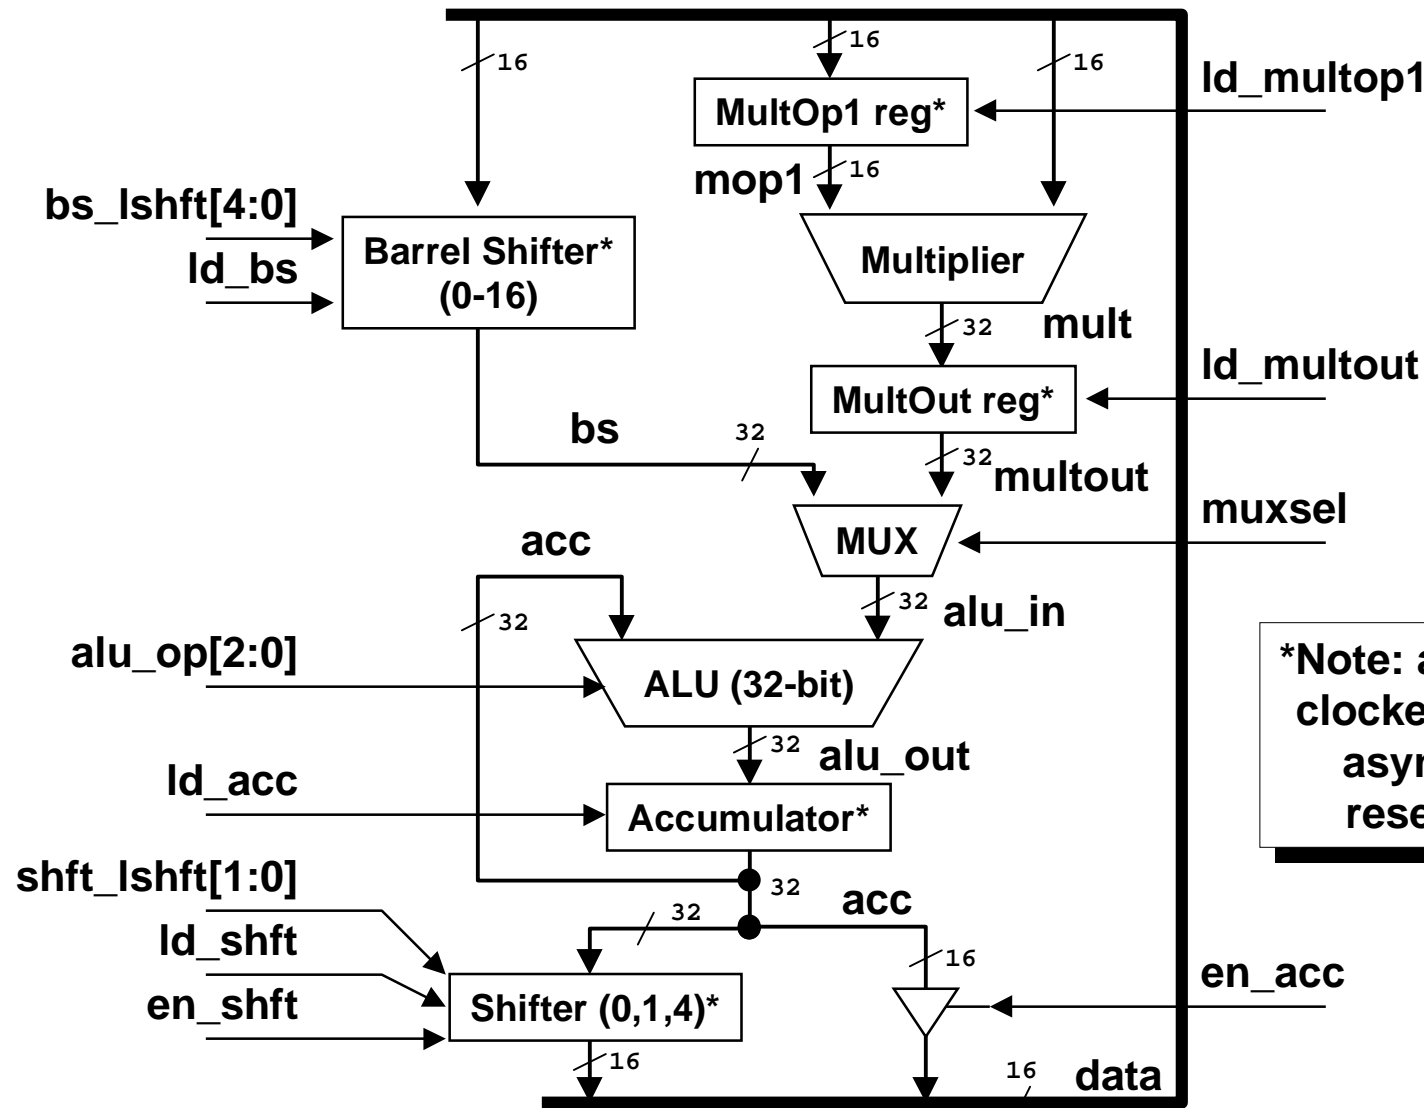 16
16
16
ld_multop1
MultOp1 reg*
mop1
16
bs_lshft[4:0]
ld_bs
Barrel Shifter*
(0-16)
Multiplier
32
mult
ld_multout
MultOut reg*
bs
32
32
multout
muxsel
MUX
acc
32
32
alu_in
alu_op[2:0]
ALU (32-bit)
*Note: a
clocke
asyn
rese
32
alu_out
ld_acc
Accumulator*
shft_lshft[1:0]
32
32
acc
ld_shft
en_shft
16
en_acc
Shifter (0,1,4)*
16
16
data